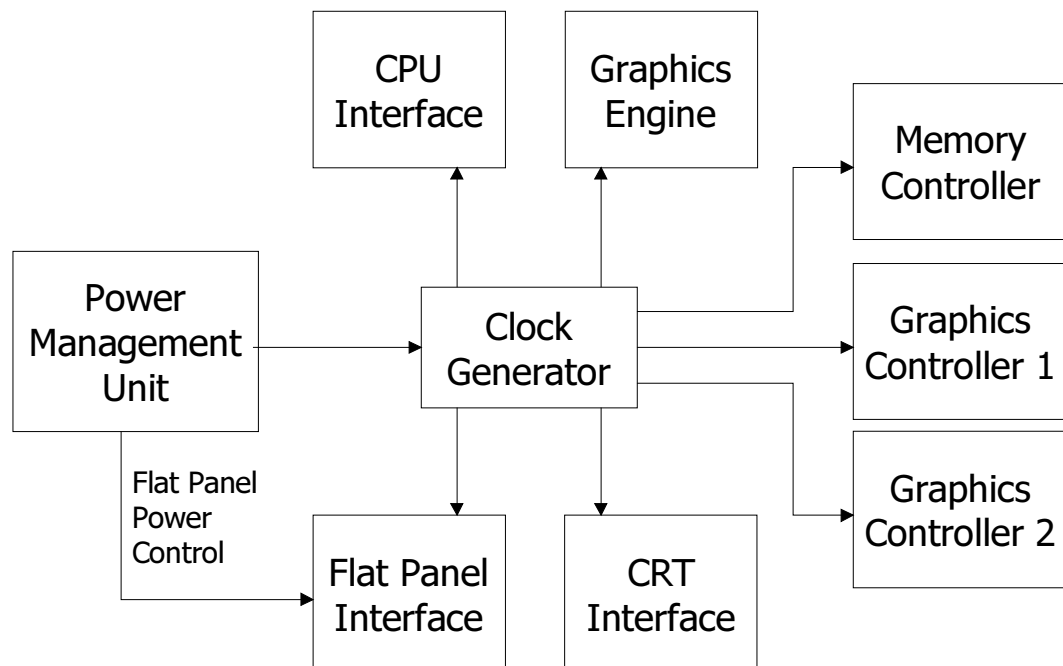 CPU
Interface
Graphics
Engine
Memory
Controller
Power
Management
Unit
Clock
Generator
Graphics
Controller 1
Graphics
Controller 2
Flat Panel
Power
Control
Flat Panel
Interface
CRT
Interface